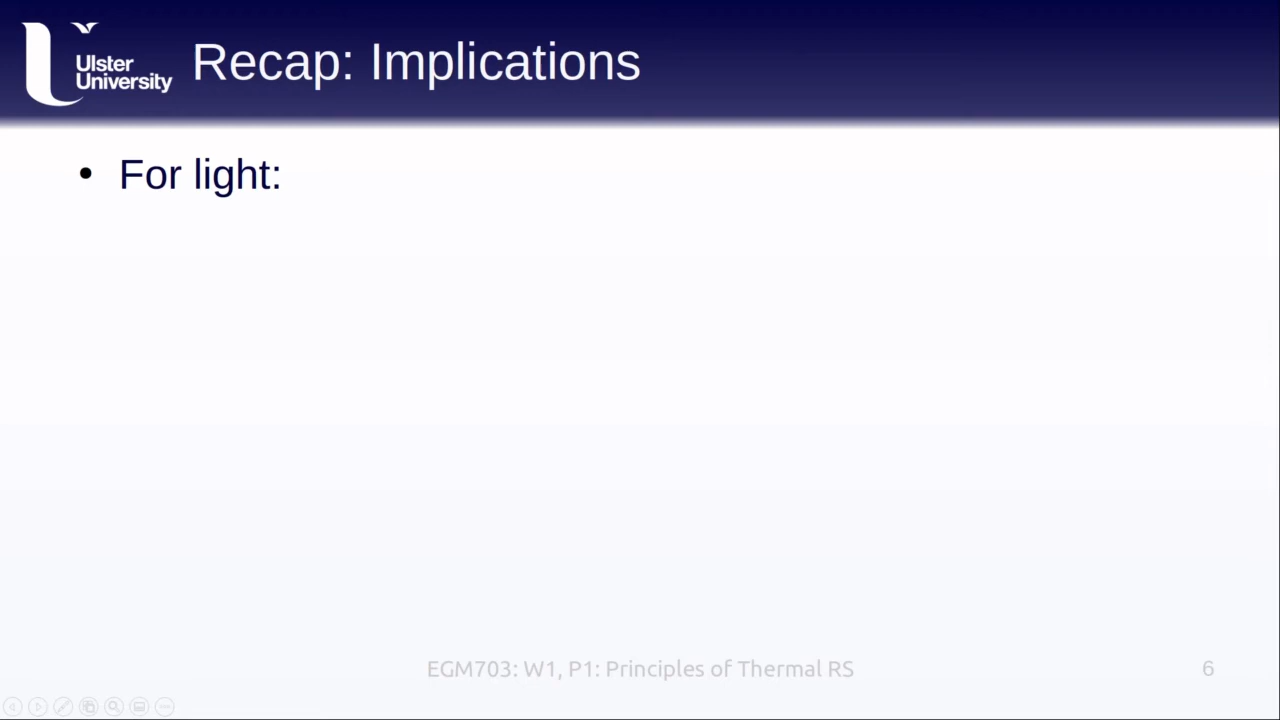 Ulster
University
Recap: Implications
• For light:
EGM703: W1, P1: Principles of Thermal RS
6